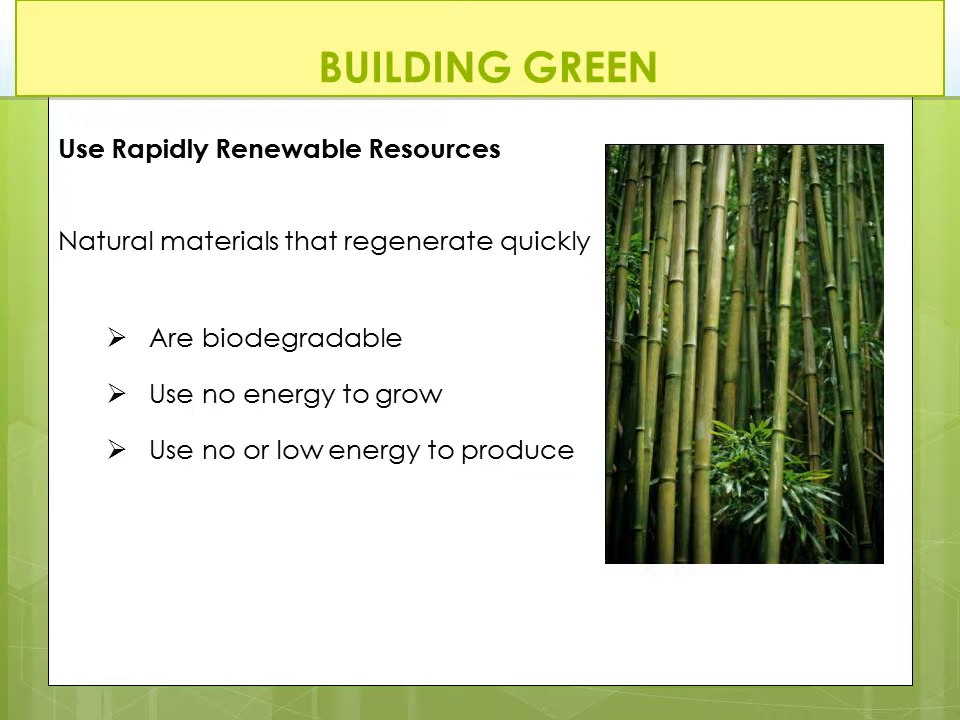 BUILDING GREEN
Use Rapidly Renewable Resources
Natural materials that regenerate quickly
➢ Are biodegradable
➢ Use no energy to grow
➢ Use no or low energy to produce